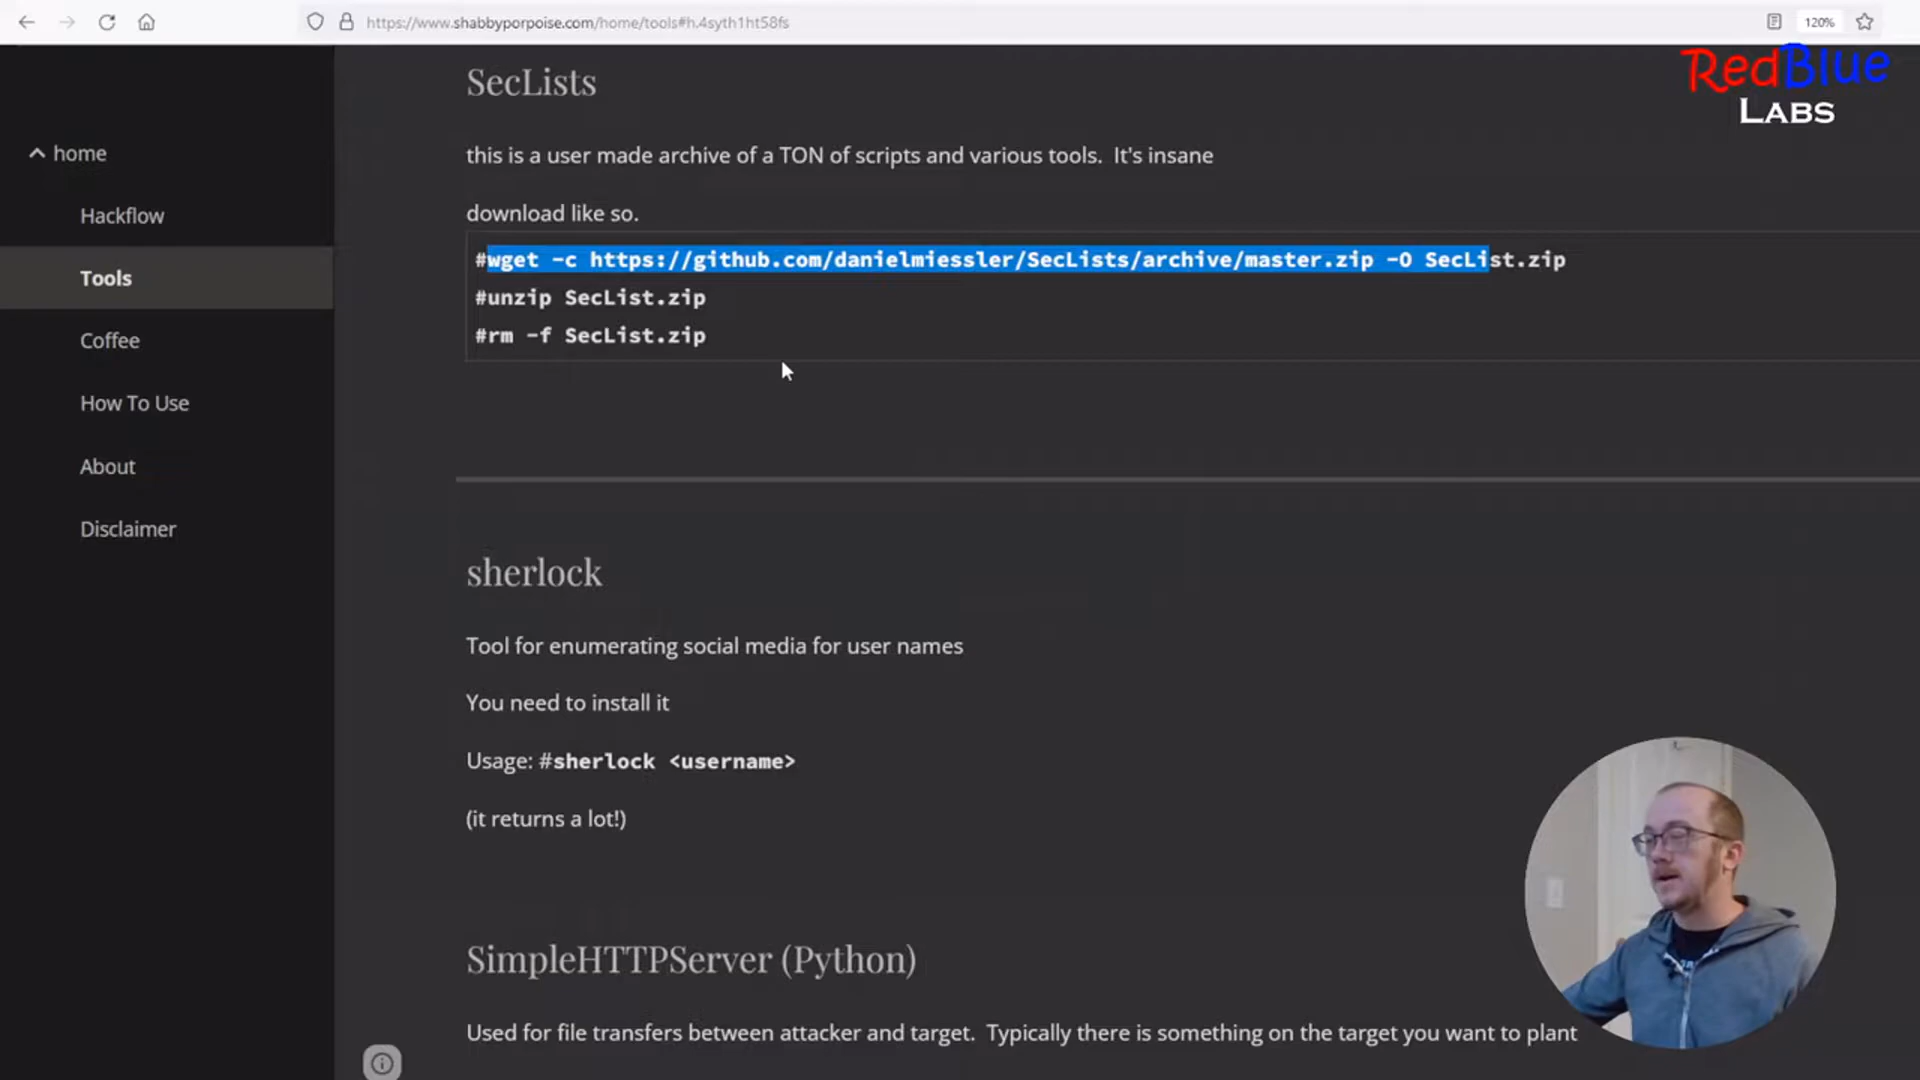 https://www.shabbyporpoise.com/home/tools#h.4syth1ht58fs
120%
RedBlue
LABS
home
Hackflow
Tools
Coffee
How To Use
About
Disclaimer
SecLists
this is a user made archive of a TON of scripts and various tools.  It's insane
download like so.
#wget -c https://github.com/danielmiessler/SecLists/archive/master.zip -O SecList.zip
#unzip SecList.zip
#rm -f SecList.zip
sherlock
Tool for enumerating social media for user names
You need to install it
Usage: #sherlock <username>
(it returns a lot!)
SimpleHTTPServer (Python)
Used for file transfers between attacker and target.  Typically there is something on the target you want to plant